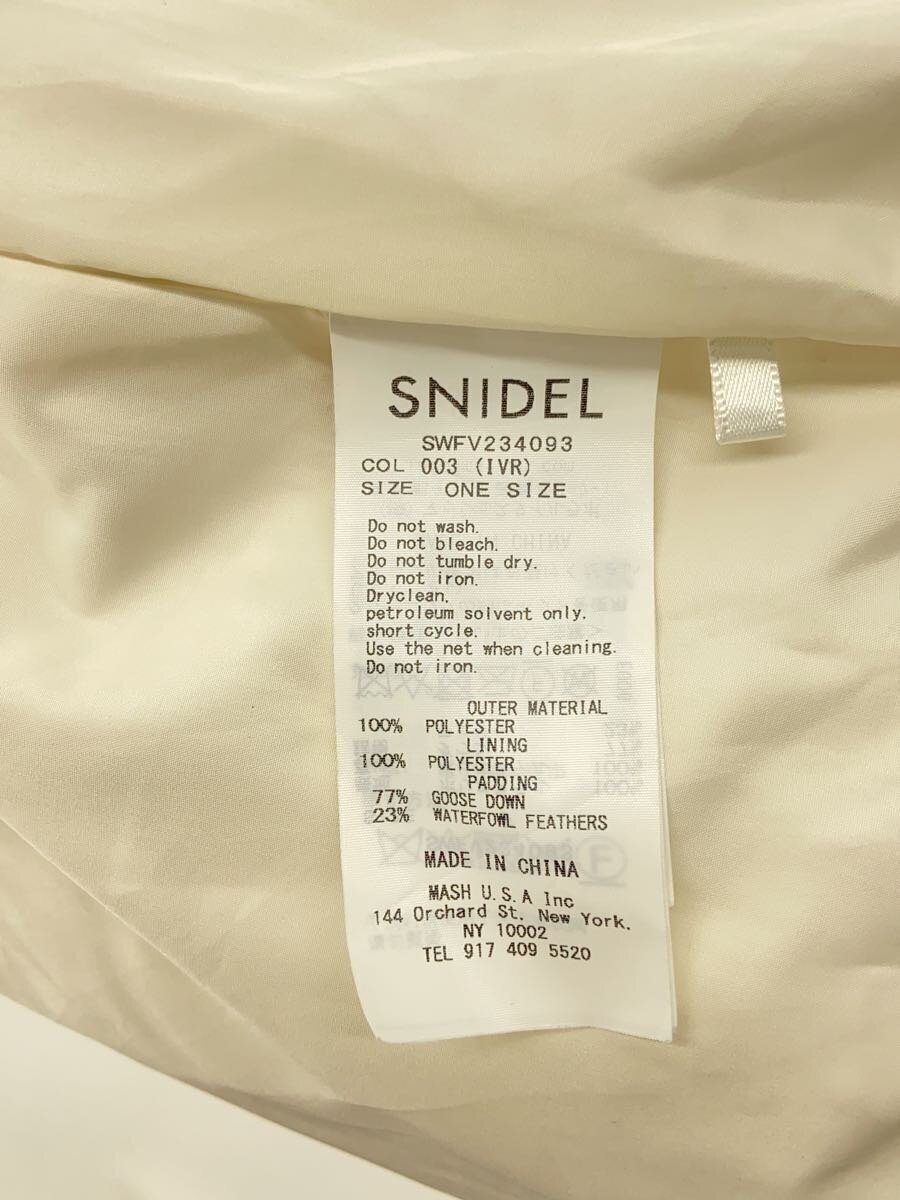 SNIDEL
SWFV234093
COL 003 (IVR)
SIZE ONE SIZE
Do not wash.
Do not bleach.
Do not tumble dry.
Do not iron.
Dryclean,
petroleum solvent only.
short cycle.
Use the net when cleaning.
Do not iron.
OUTER MATERIAL
100% POLYESTER
LINING
100% POLYESTER
PADDING
77% GOOSE DOWN
23% WATERFOWL FEATHERS
MADE IN CHINA
MASH U.S.A Inc
144 Orchard St. New York.
NY 10002
TEL 917 409 5520